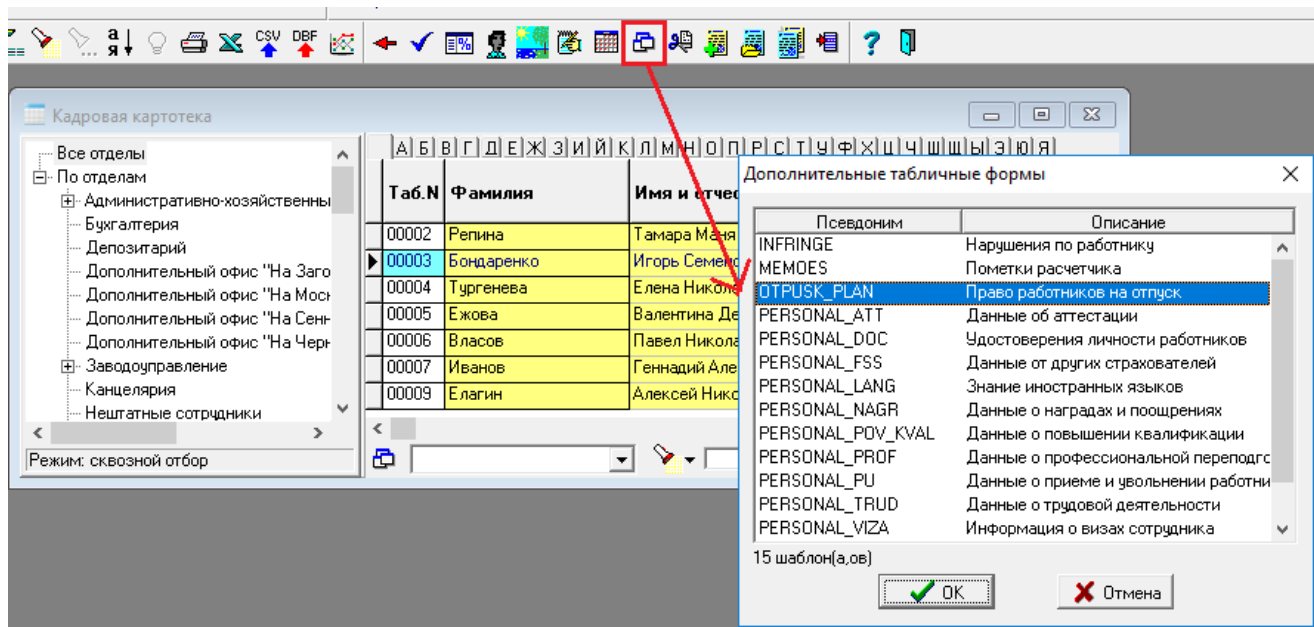 а
я
CSV
DBF
Кадровая картотека
Все отделы
По отделам
Административно-хозяйственны
Бухгалтерия
Депозитарий
Дополнительный офис "На Заго
Дополнительный офис "На Моск
Дополнительный офис "На Сенн
Дополнительный офис "На Черн
Заводоуправление
Канцелярия
Нештатные сотрудники
Режим: сквозной отбор
А Б В Г Д Е Ж З И Й К Л М Н О П Р С Т У Ф Х Ц Ч Ш Щ Ы Э Ю Я
Таб.N Фамилия Имя и отчес
00002 Репина Тамара Маня
00003 Бондаренко Игорь Семено
00004 Тургенева Елена Николе
00005 Ежова Валентина Де
00006 Власов Павел Никола
00007 Иванов Геннадий Але
00009 Елагин Алексей Нико
Дополнительные табличные формы
Псевдоним Описание
INFRINGE Нарушения по работнику
MEMOES Пометки расчетчика
OTPUSK_PLAN Право работников на отпуск
PERSONAL_ATT Данные об аттестации
PERSONAL_DOC Удостоверения личности работников
PERSONAL_FSS Данные от других страхователей
PERSONAL_LANG Знание иностранных языков
PERSONAL_NAGR Данные о наградах и поощрениях
PERSONAL_POV_KVAL Данные о повышении квалификации
PERSONAL_PROF Данные о профессиональной переподгс
PERSONAL_PU Данные о приеме и увольнении работни
PERSONAL_TRUD Данные о трудовой деятельности
PERSONAL_VIZA Информация о визах сотрудника
15 шаблон(а,ов)
OK Отмена